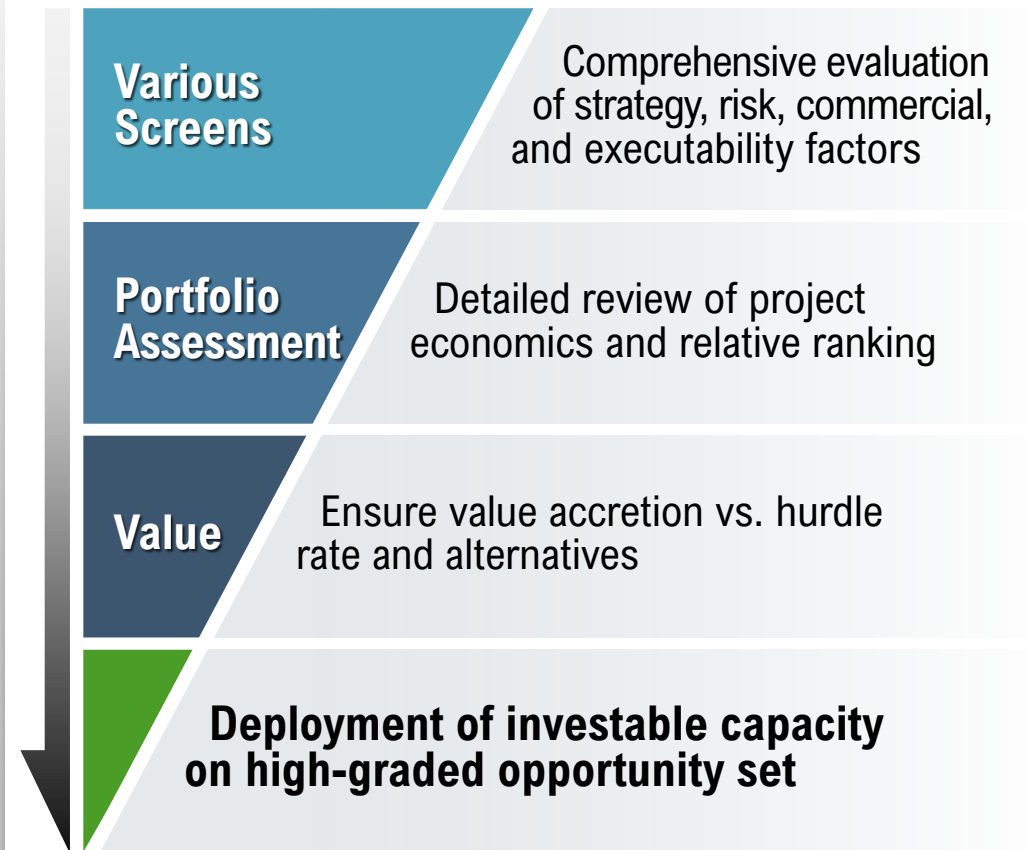 Various
Screens
Comprehensive evaluation
of strategy, risk, commercial,
and executability factors
Portfolio
Assessment
Detailed review of project
economics and relative ranking
Value
Ensure value accretion vs. hurdle
rate and alternatives
Deployment of investable capacity
on high-graded opportunity set